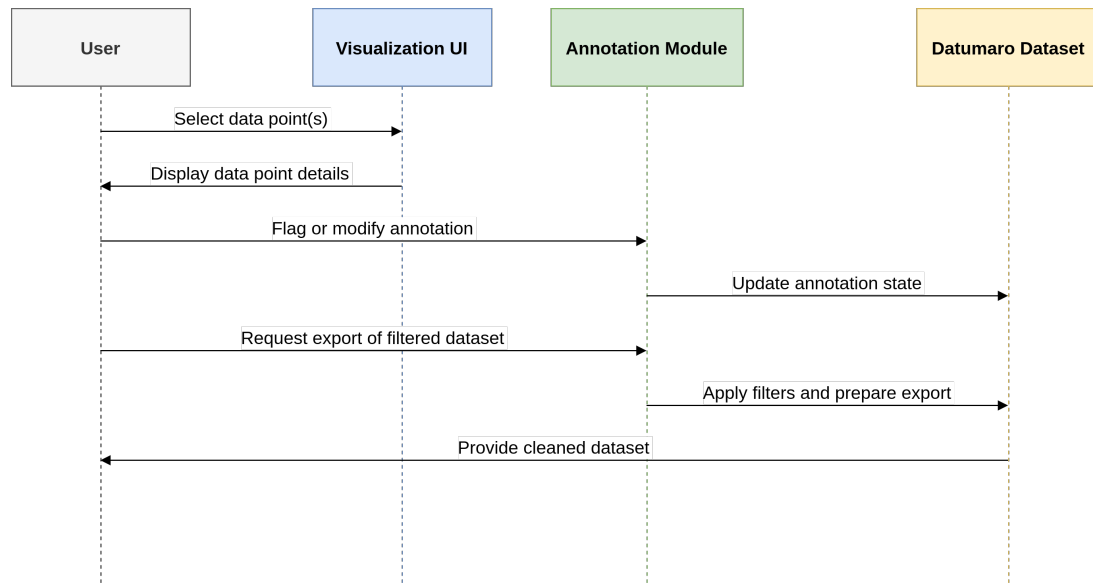 User
Visualization UI
Annotation Module
Datumaro Dataset
Select data point(s)
Display data point details
Flag or modify annotation
Update annotation state
Request export of filtered dataset
Apply filters and prepare export
Provide cleaned dataset